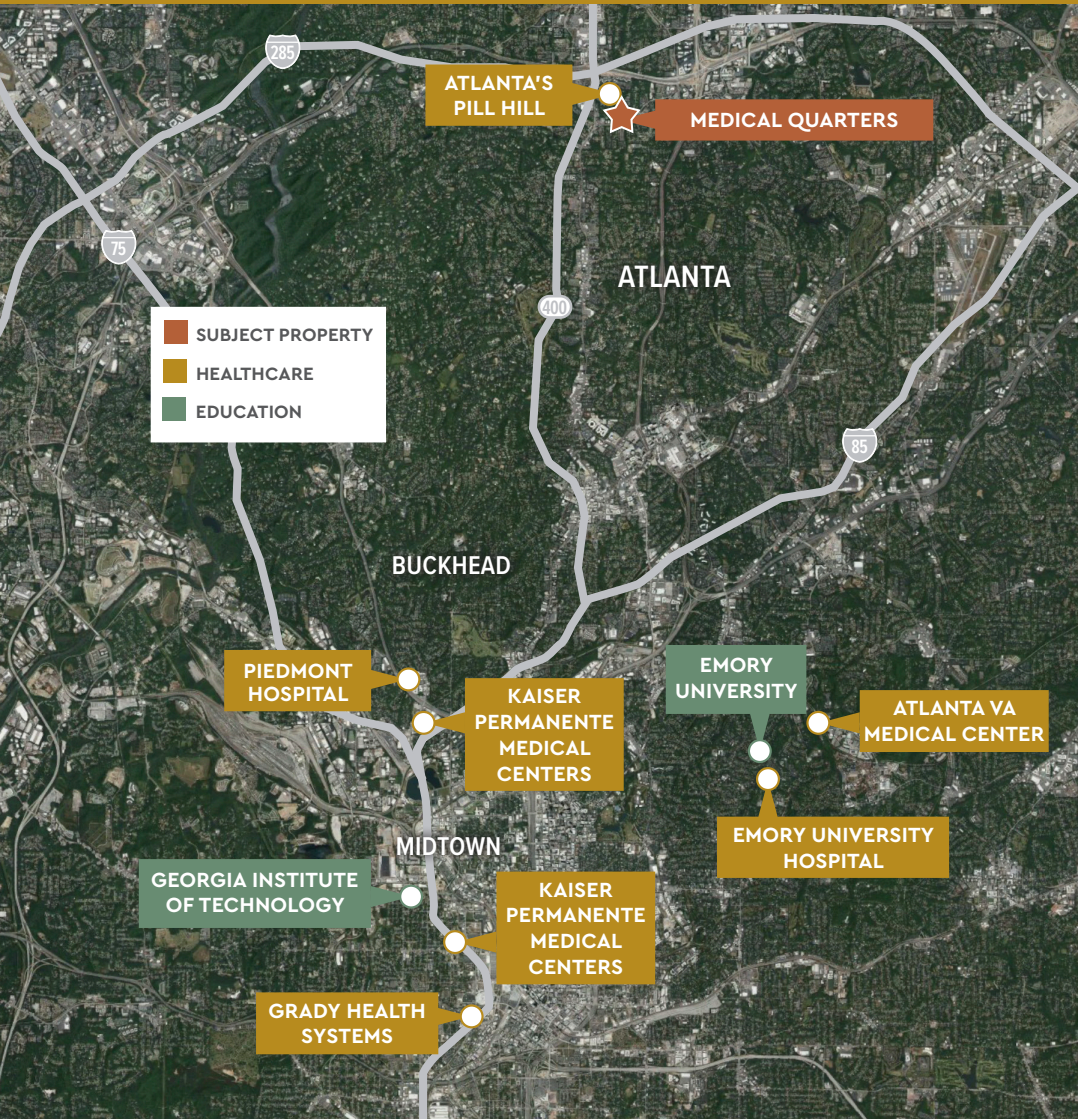 285
ATLANTA'S
PILL HILL
MEDICAL QUARTERS
75
ATLANTA
400
SUBJECT PROPERTY
HEALTHCARE
EDUCATION
85
BUCKHEAD
PIEDMONT
HOSPITAL
KAISER
PERMANENTE
MEDICAL
CENTERS
EMORY
UNIVERSITY
ATLANTA VA
MEDICAL CENTER
EMORY UNIVERSITY
HOSPITAL
MIDTOWN
GEORGIA INSTITUTE
OF TECHNOLOGY
KAISER
PERMANENTE
MEDICAL
CENTERS
GRADY HEALTH
SYSTEMS